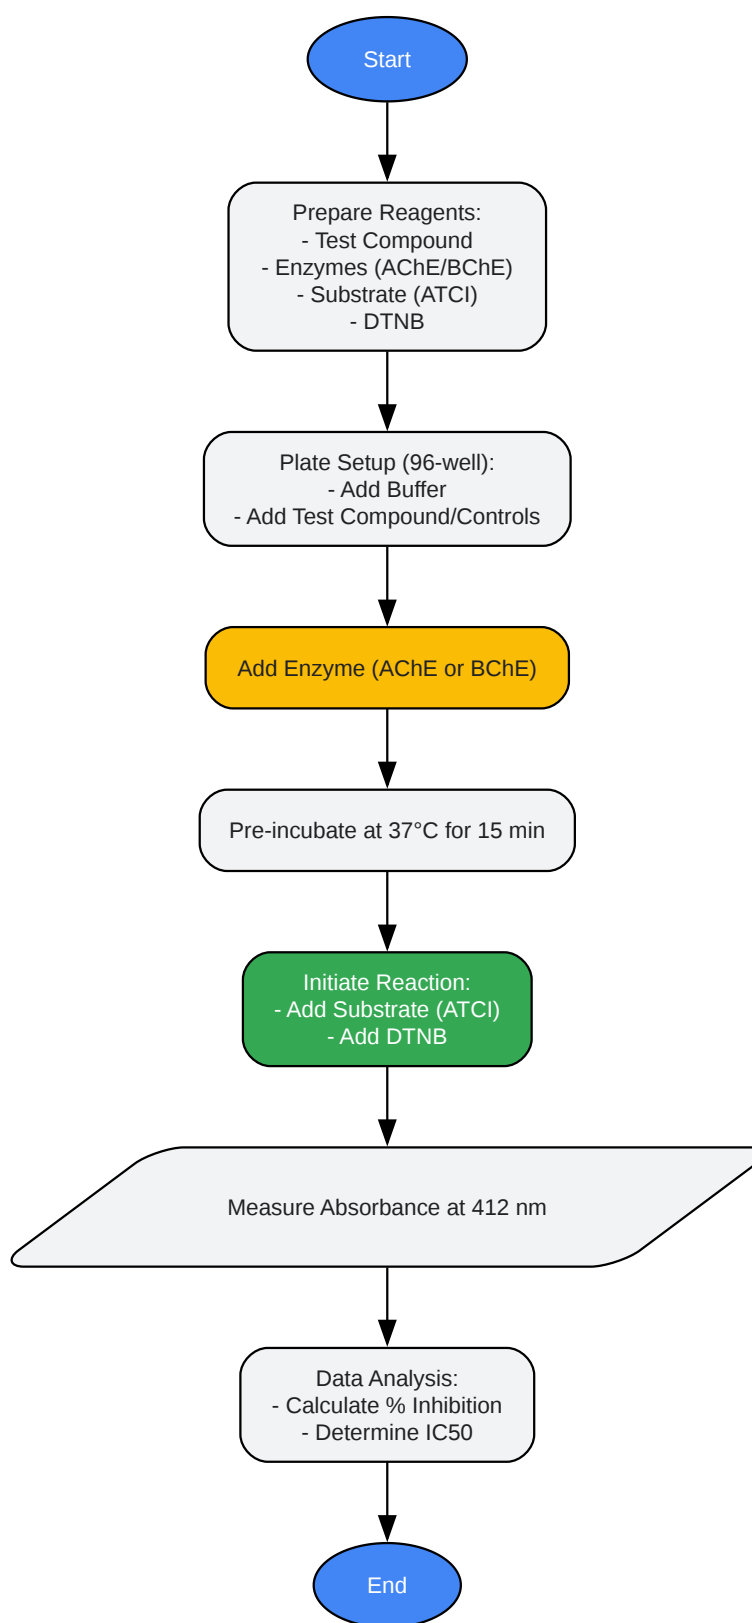 Start
Prepare Reagents:
- Test Compound
- Enzymes (AChE/BChE)
- Substrate (ATCI)
- DTNB
Plate Setup (96-well):
- Add Buffer
- Add Test Compound/Controls
Add Enzyme (AChE or BChE)
Pre-incubate at 37°C for 15 min
Initiate Reaction:
- Add Substrate (ATCI)
- Add DTNB
Measure Absorbance at 412 nm
Data Analysis:
- Calculate % Inhibition
- Determine IC50
End